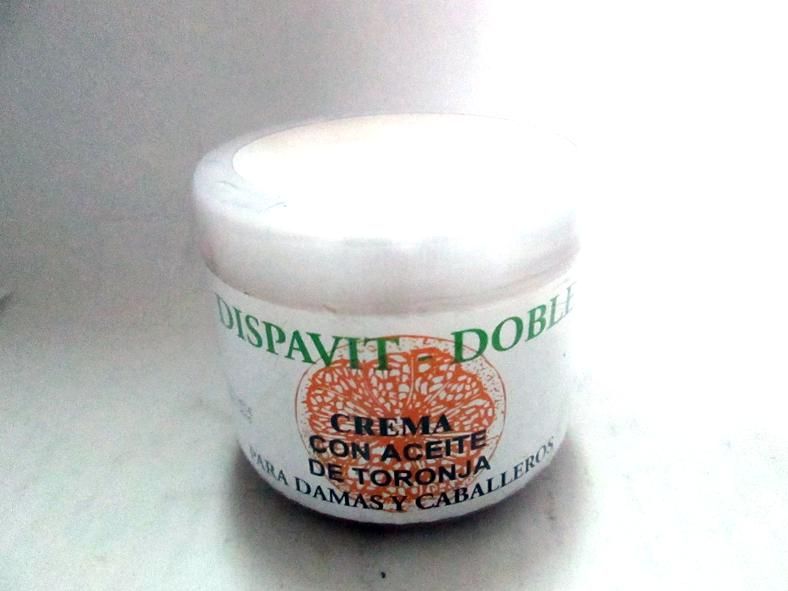 DISPAVIT - DOBLE
CREMA
CON ACEITE
DE TORONJA
PARA DAMAS Y CABALLEROS